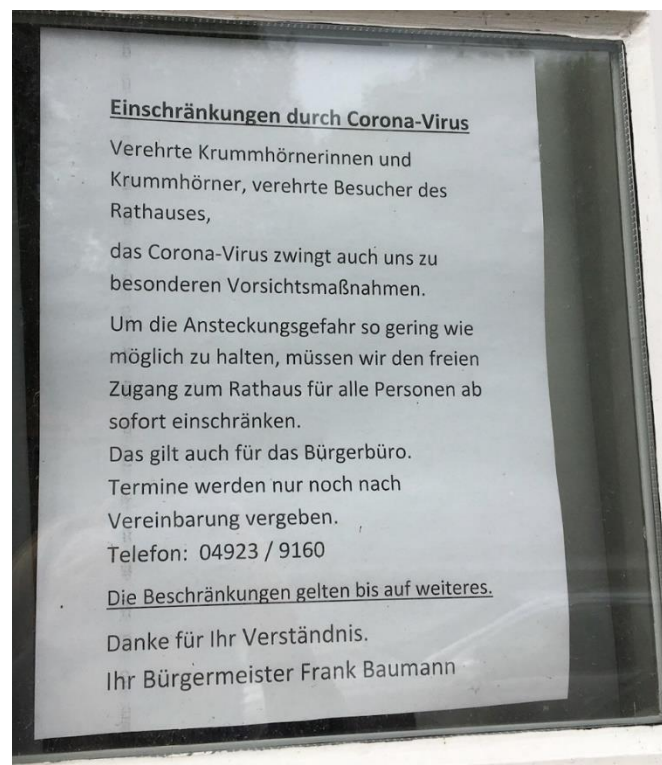 Einschränkungen durch Corona-Virus
Verehrte Krummhörnerinnen und
Krummhörner, verehrte Besucher des
Rathauses,
das Corona-Virus zwingt auch uns zu
besonderen Vorsichtsmaßnahmen.
Um die Ansteckungsgefahr so gering wie
möglich zu halten, müssen wir den freien
Zugang zum Rathaus für alle Personen ab
sofort einschränken.
Das gilt auch für das Bürgerbüro.
Termine werden nur noch nach
Vereinbarung vergeben.
Telefon: 04923 / 9160
Die Beschränkungen gelten bis auf weiteres.
Danke für Ihr Verständnis.
Ihr Bürgermeister Frank Baumann